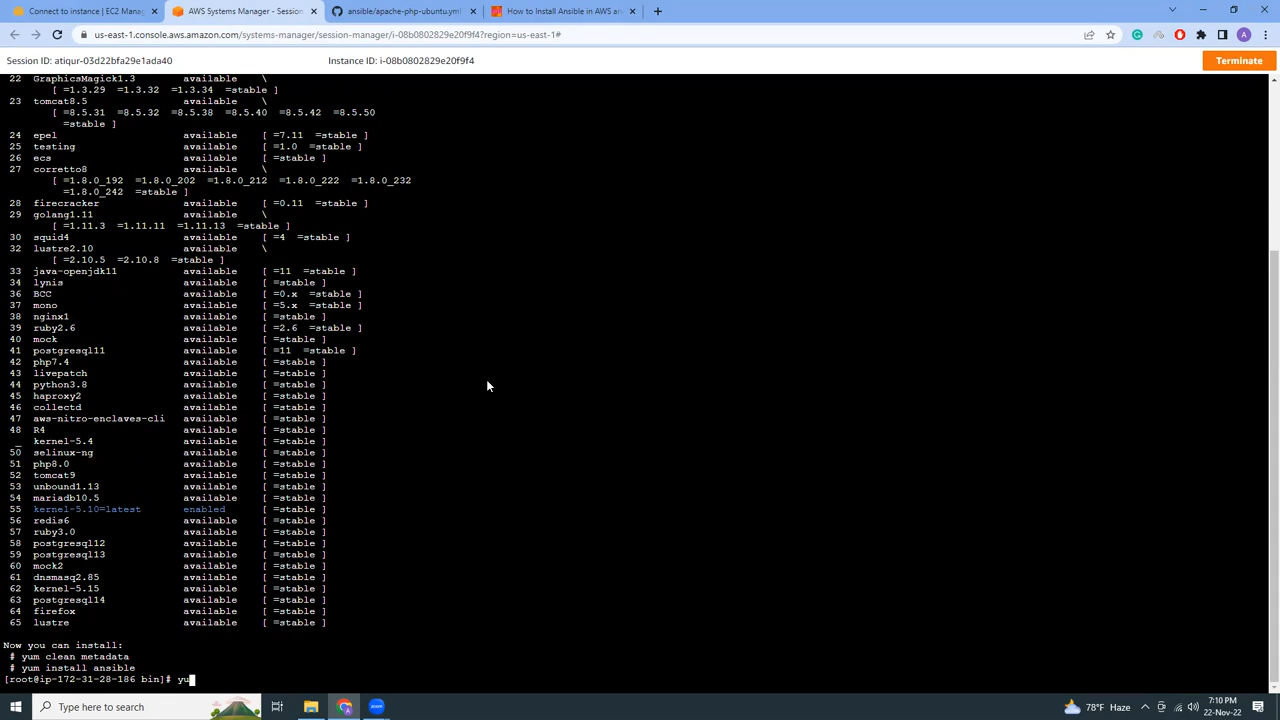 Connect to instance | EC2 Manag
AWS Systems Manager - Session
ansible/apache-php-ubuntu.yml
How to Install Ansible in AWS an
us-east-1.console.aws.amazon.com/systems-manager/session-manager/i-08b0802829e20f9f4?region=us-east-1#
A
Session ID: atiqur-03d22bfa29e1ada40 Instance ID: i-08b0802829e20f9f4 Terminate
22 GraphicsMagick1.3 available \
[ =1.3.29 =1.3.32 =1.3.34 =stable ]
23 tomcat8.5 available \
[ =8.5.31 =8.5.32 =8.5.38 =8.5.40 =8.5.42 =8.5.50
=stable ]
24 epel available [ =7.11 =stable ]
25 testing available [ =1.0 =stable ]
26 ecs available [ =stable ]
27 corretto8 available \
[ =1.8.0_192 =1.8.0_202 =1.8.0_212 =1.8.0_222 =1.8.0_232
=1.8.0_242 =stable ]
28 firecracker available [ =0.11 =stable ]
29 golang1.11 available \
[ =1.11.3 =1.11.11 =1.11.13 =stable ]
30 squid4 available [ =4 =stable ]
32 lustre2.10 available \
[ =2.10.5 =2.10.8 =stable ]
33 java-openjdk11 available [ =11 =stable ]
34 lynis available [ =stable ]
36 BCC available [ =0.x =stable ]
37 mono available [ =5.x =stable ]
38 nginx1 available [ =stable ]
39 ruby2.6 available [ =2.6 =stable ]
40 mock available [ =stable ]
41 postgresql11 available [ =11 =stable ]
42 php7.4 available [ =stable ]
43 livepatch available [ =stable ]
44 python3.8 available [ =stable ]
45 haproxy2 available [ =stable ]
46 collectd available [ =stable ]
47 aws-nitro-enclaves-cli available [ =stable ]
48 R4 available [ =stable ]
_ kernel-5.4 available [ =stable ]
50 selinux-ng available [ =stable ]
51 php8.0 available [ =stable ]
52 tomcat9 available [ =stable ]
53 unbound1.13 available [ =stable ]
54 mariadb10.5 available [ =stable ]
55 kernel-5.10=latest enabled [ =stable ]
56 redis6 available [ =stable ]
57 ruby3.0 available [ =stable ]
58 postgresql12 available [ =stable ]
59 postgresql13 available [ =stable ]
60 mock2 available [ =stable ]
61 dnsmasq2.85 available [ =stable ]
62 kernel-5.15 available [ =stable ]
63 postgresql14 available [ =stable ]
64 firefox available [ =stable ]
65 lustre available [ =stable ]
Now you can install:
# yum clean metadata
# yum install ansible
[root@ip-172-31-28-186 bin]# yu
Type here to search
zoom
78°F Haze
7:10 PM
22-Nov-22